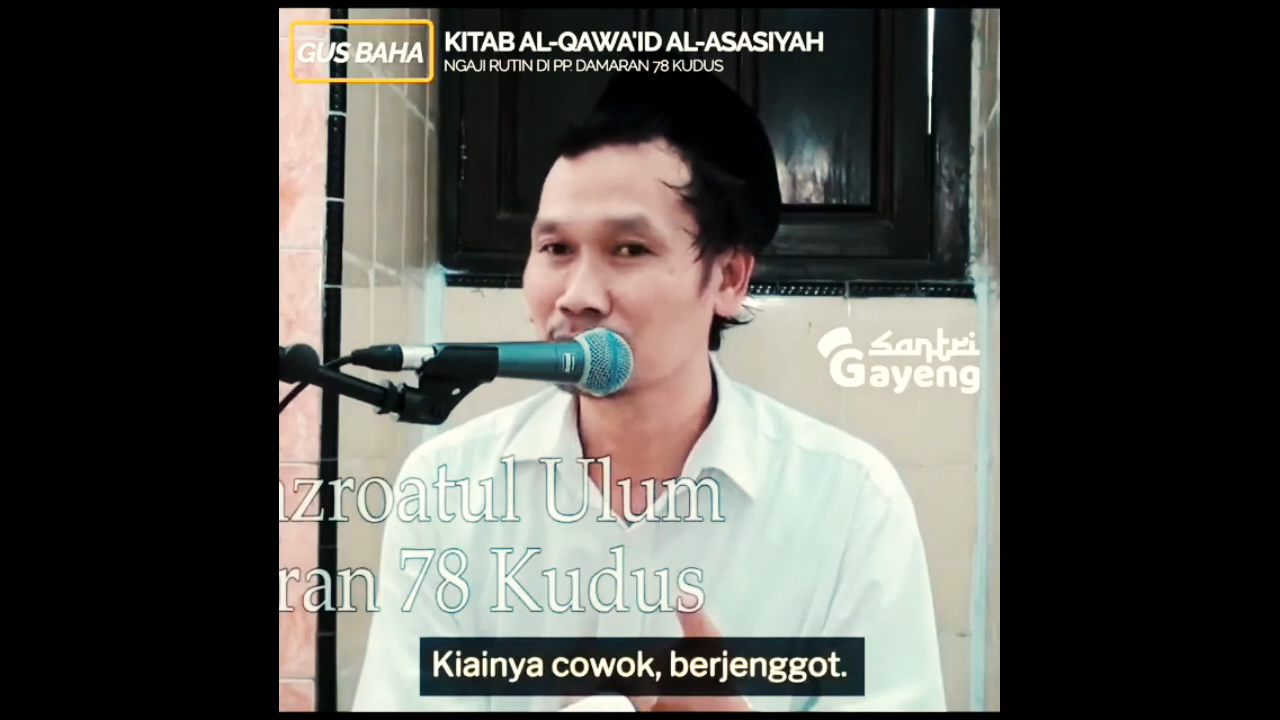 GUS BAHA
KITAB AL-QAWA'ID AL-ASASIYAH
NGAJI RUTIN DI PP. DAMARAN 78 KUDUS
Santri
Gayeng
azroatul Ulum
ran 78 Kudus
Kiainya cowok, berjenggot.